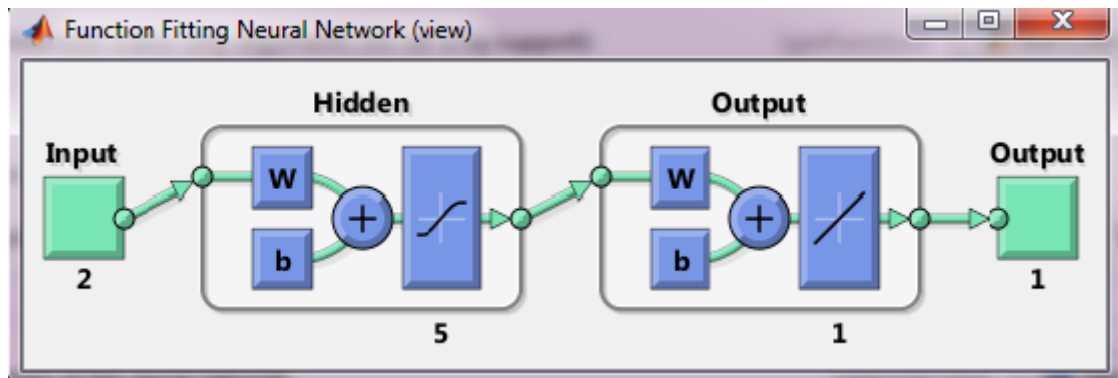 Function Fitting Neural Network (view)
Hidden
Output
Input
Output
W
b
W
b
2
5
1
1